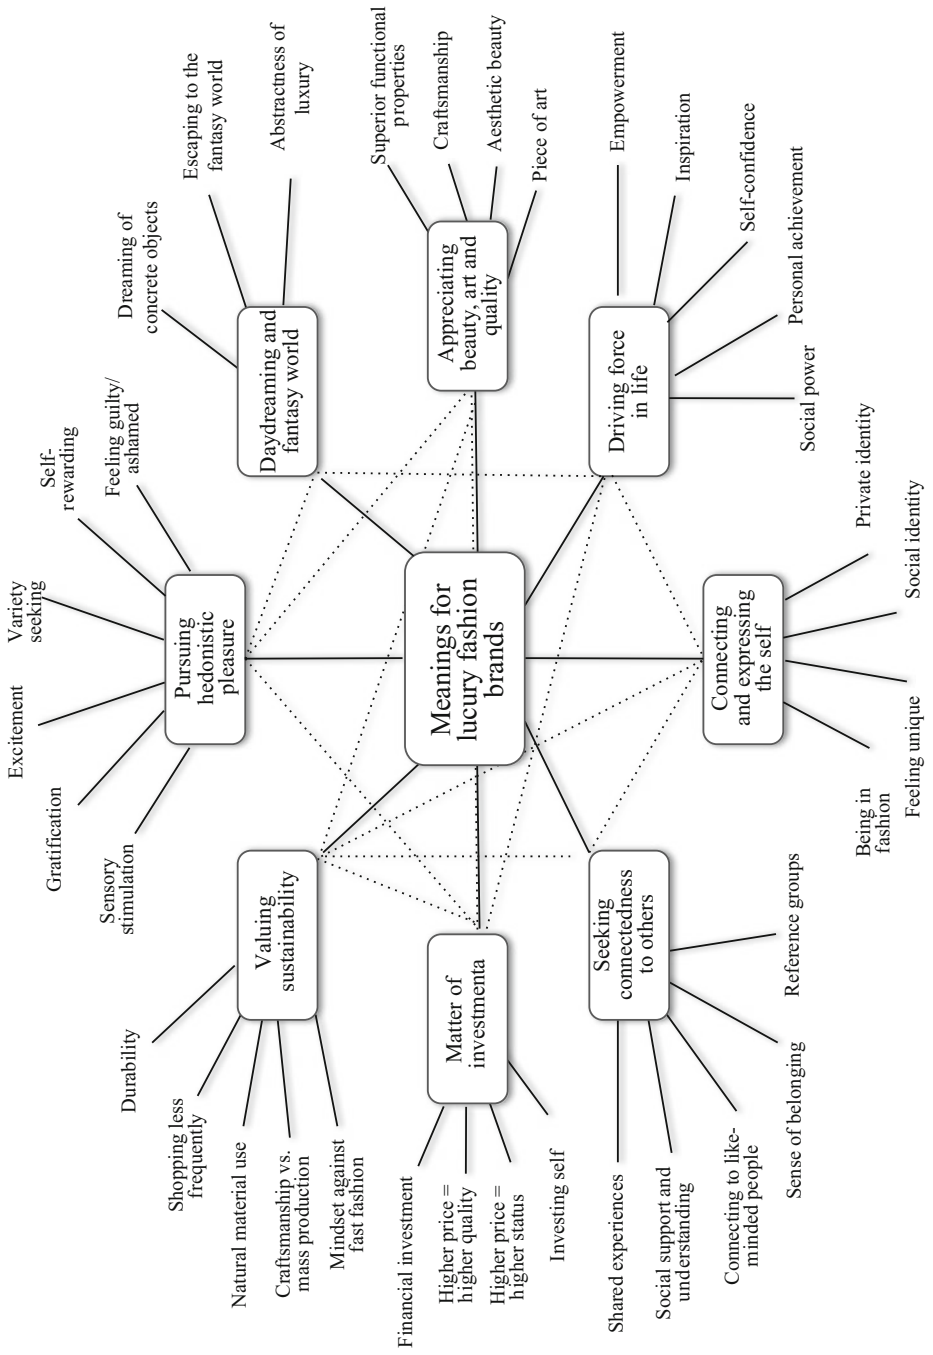 Variety
seeking
Excitement
Self-
rewarding
Gratification
Feeling guilty/
ashamed
Sensory
stimulation
Pursuing
hedonistic
pleasure
Durability
Shopping less
frequently
Natural material use
Craftsmanship vs.
mass production
Mindset against
fast fashion
Valuing
sustainability
Dreaming of
concrete objects
Escaping to the
fantasy world
Abstractness of
luxury
Daydreaming and
fantasy world
Financial investment
Higher price =
higher quality
Higher price =
higher status
Investing self
Matter of
investmenta
Meanings for
lucury fashion
brands
Appreciating
beauty, art and
quality
Superior functional
properties
Craftsmanship
Aesthetic beauty
Piece of art
Seeking
connectedness
to others
Shared experiences
Social support and
understanding
Connecting to like-
minded people
Sense of belonging
Reference groups
Driving force
in life
Empowerment
Inspiration
Self-confidence
Personal achievement
Social power
Connecting
and expressing
the self
Being in
fashion
Feeling unique
Social identity
Private identity